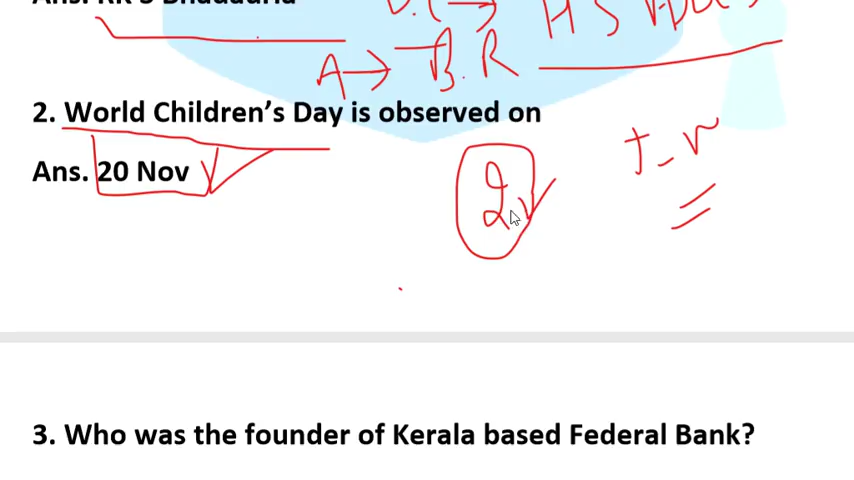 A → B.R
2. World Children's Day is observed on
Ans. 20 Nov
2
3. Who was the founder of Kerala based Federal Bank?